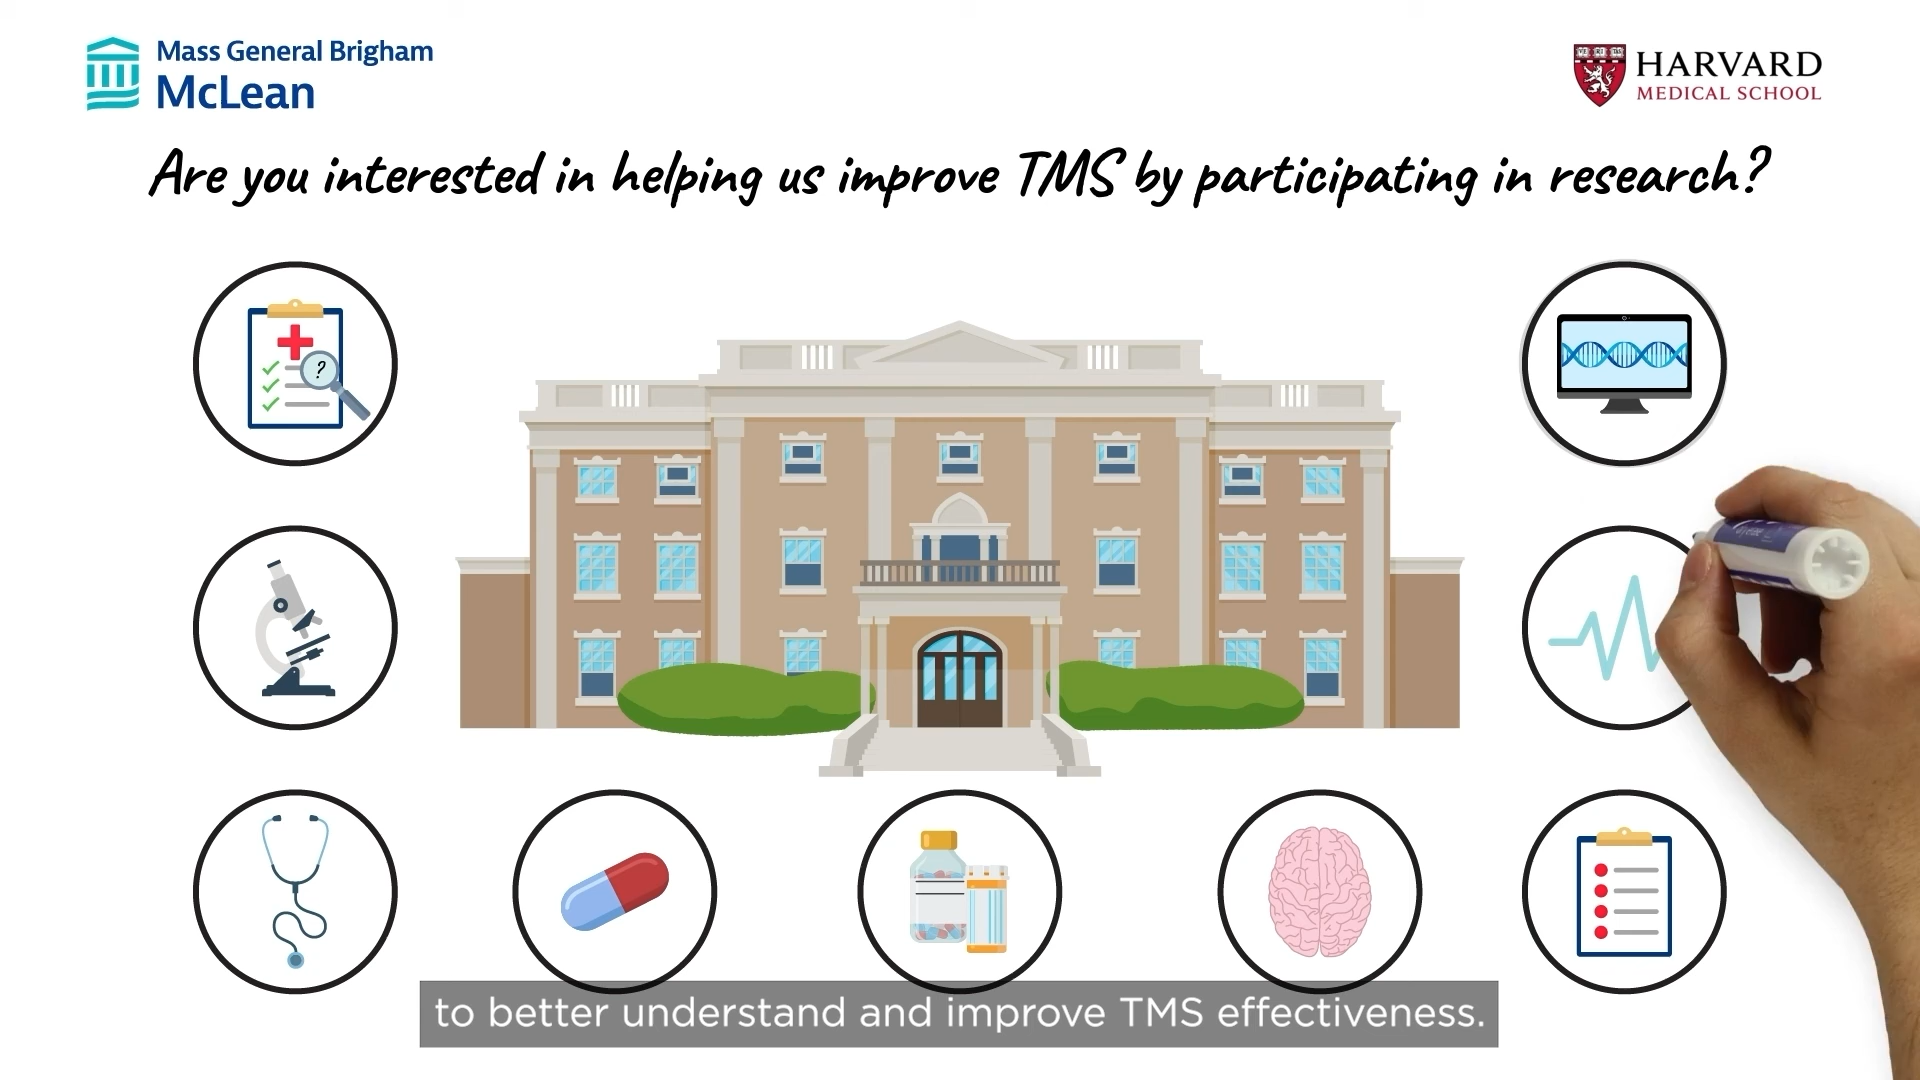 Mass General Brigham
McLean
HARVARD
MEDICAL SCHOOL
Are you interested in helping us improve TMS by participating in research?
?
to better understand and improve TMS effectiveness.